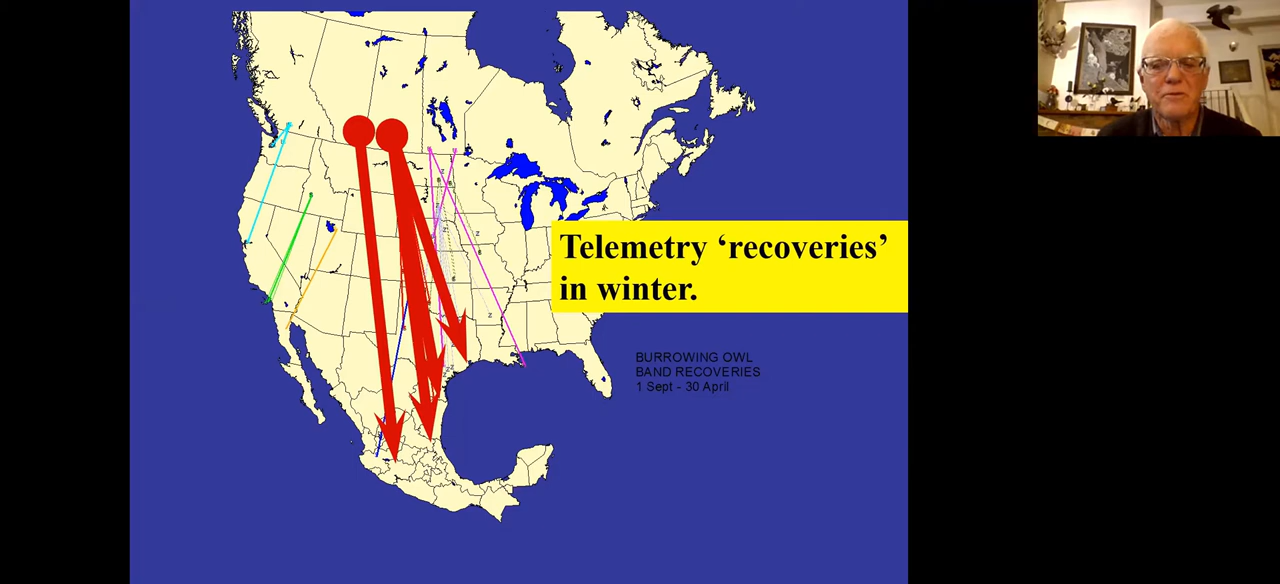 Telemetry ‘recoveries’
in winter.
BURROWING OWL
BAND RECOVERIES
1 Sept - 30 April